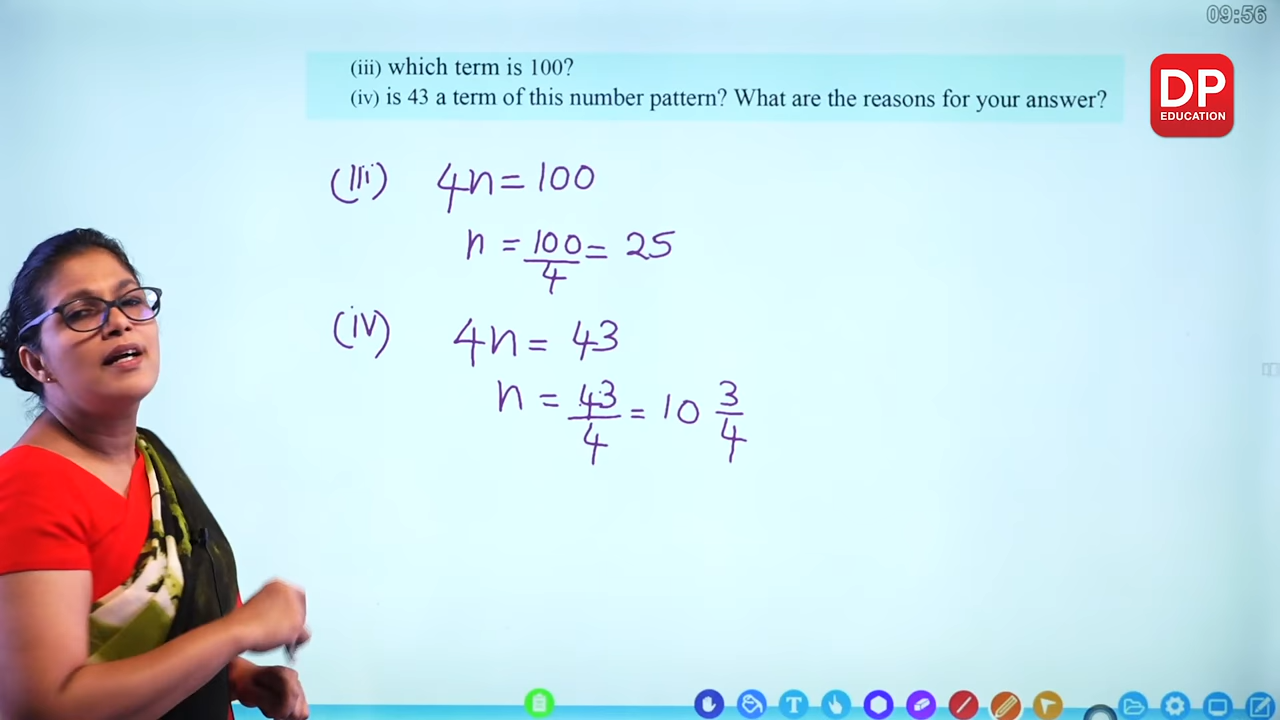 09:56
(iii) which term is 100?
(iv) is 43 a term of this number pattern? What are the reasons for your answer?
DP
EDUCATION
(iii) 4n = 100
n = 100/4 = 25
(iv) 4n = 43
n = 43/4 = 10 3/4
T